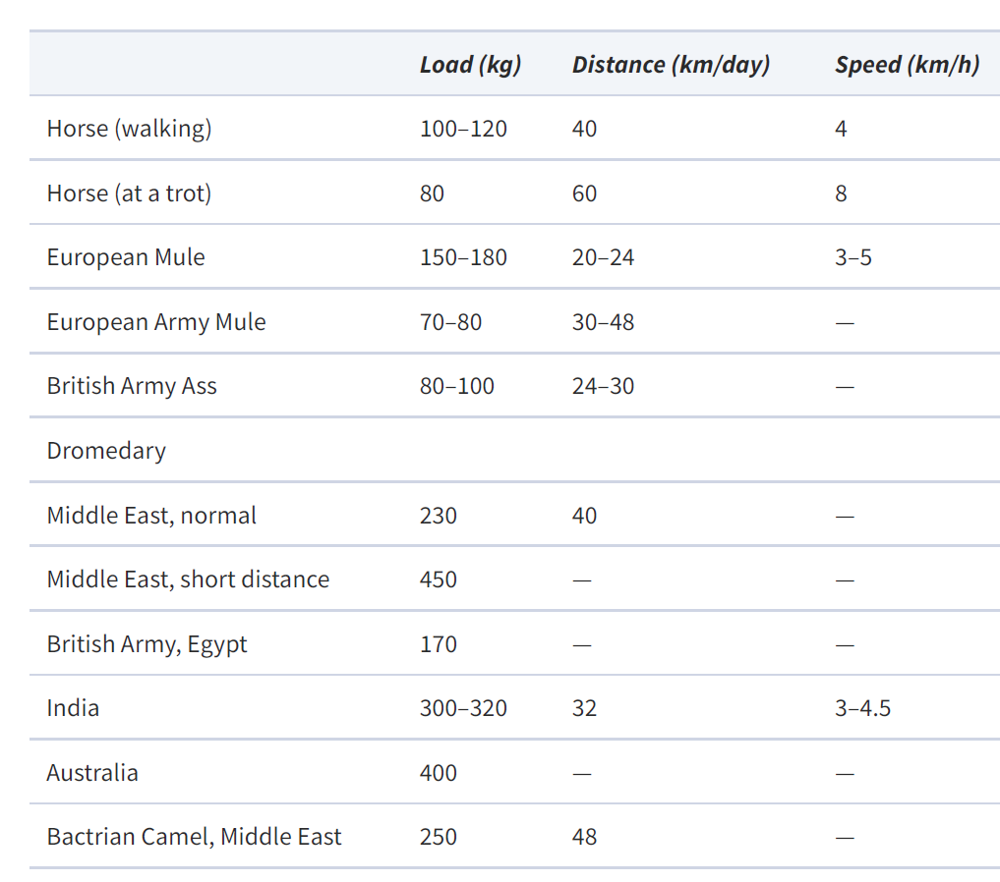 Load (kg) Distance (km/day) Speed (km/h)
Horse (walking) 100–120 40 4
Horse (at a trot) 80 60 8
European Mule 150–180 20–24 3–5
European Army Mule 70–80 30–48 —
British Army Ass 80–100 24–30 —
Dromedary
Middle East, normal 230 40 —
Middle East, short distance 450 — —
British Army, Egypt 170 — —
India 300–320 32 3–4.5
Australia 400 — —
Bactrian Camel, Middle East 250 48 —